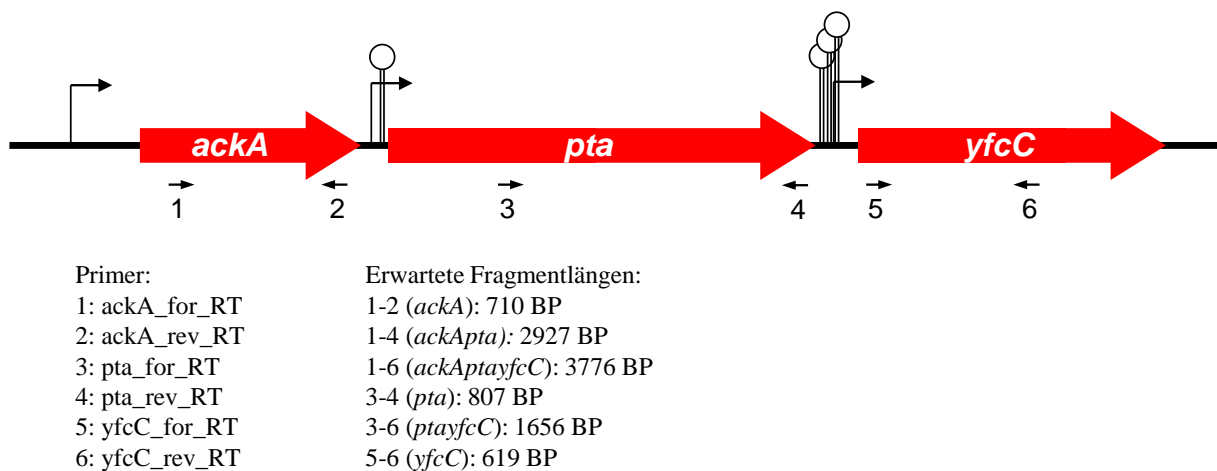 ackA pta yfcC
1 2 3 4 5 6
Primer: Erwartete Fragmentlängen:
1: ackA_for_RT 1-2 (ackA): 710 BP
2: ackA_rev_RT 1-4 (ackApta): 2927 BP
3: pta_for_RT 1-6 (ackAptayfcC): 3776 BP
4: pta_rev_RT 3-4 (pta): 807 BP
5: yfcC_for_RT 3-6 (ptayfcC): 1656 BP
6: yfcC_rev_RT 5-6 (yfcC): 619 BP